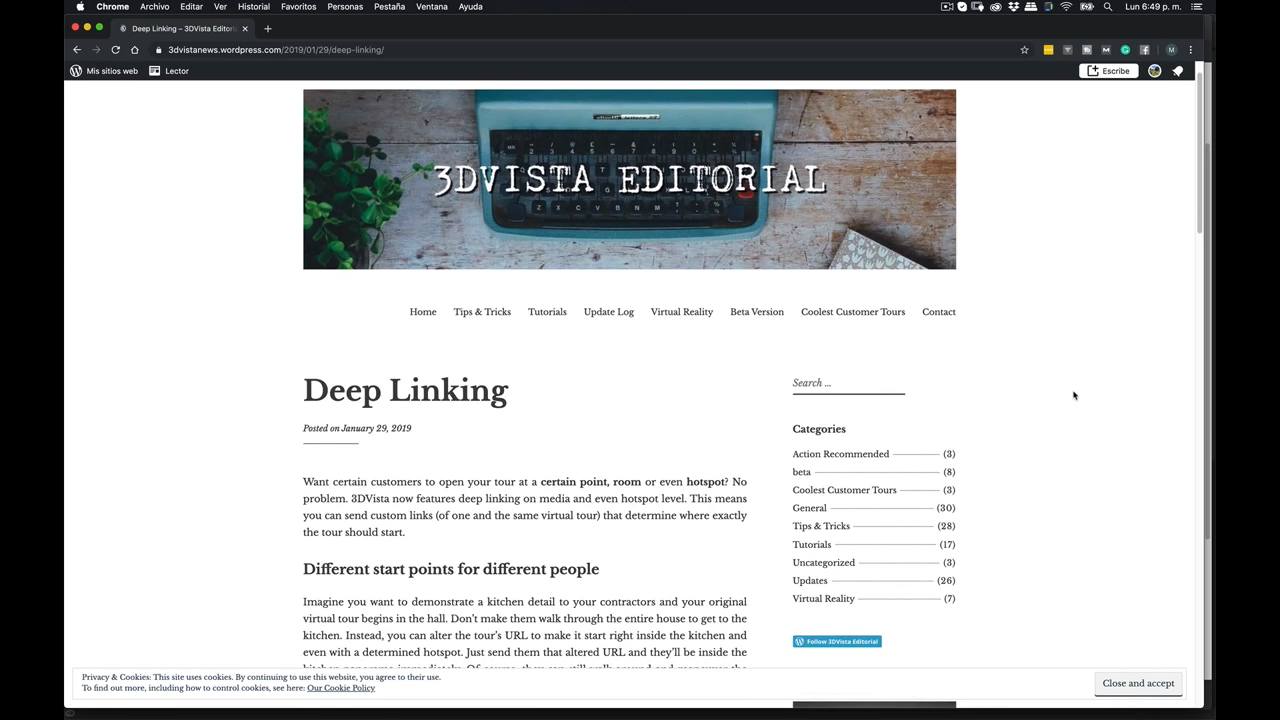 Chrome Archivo Editar Ver Historial Favoritos Personas Pestaña Ventana Ayuda Lun 6:49 p. m.
Deep Linking – 3DVista Editori
3dvistanews.wordpress.com/2019/01/29/deep-linking/
Mis sitios web Lector Escribe
3DVISTA EDITORIAL
Home Tips & Tricks Tutorials Update Log Virtual Reality Beta Version Coolest Customer Tours Contact
Deep Linking
Posted on January 29, 2019
Want certain customers to open your tour at a certain point, room or even hotspot? No
problem. 3DVista now features deep linking on media and even hotspot level. This means
you can send custom links (of one and the same virtual tour) that determine where exactly
the tour should start.
Different start points for different people
Imagine you want to demonstrate a kitchen detail to your contractors and your original
virtual tour begins in the hall. Don't make them walk through the entire house to get to the
kitchen. Instead, you can alter the tour's URL to make it start right inside the kitchen and
even with a determined hotspot. Just send them that altered URL and they'll be inside the
Search ...
Categories
Action Recommended (3)
beta (8)
Coolest Customer Tours (3)
General (30)
Tips & Tricks (28)
Tutorials (17)
Uncategorized (3)
Updates (26)
Virtual Reality (7)
Follow 3DVista Editorial
Privacy & Cookies: This site uses cookies. By continuing to use this website, you agree to their use.
To find out more, including how to control cookies, see here: Our Cookie Policy
Close and accept